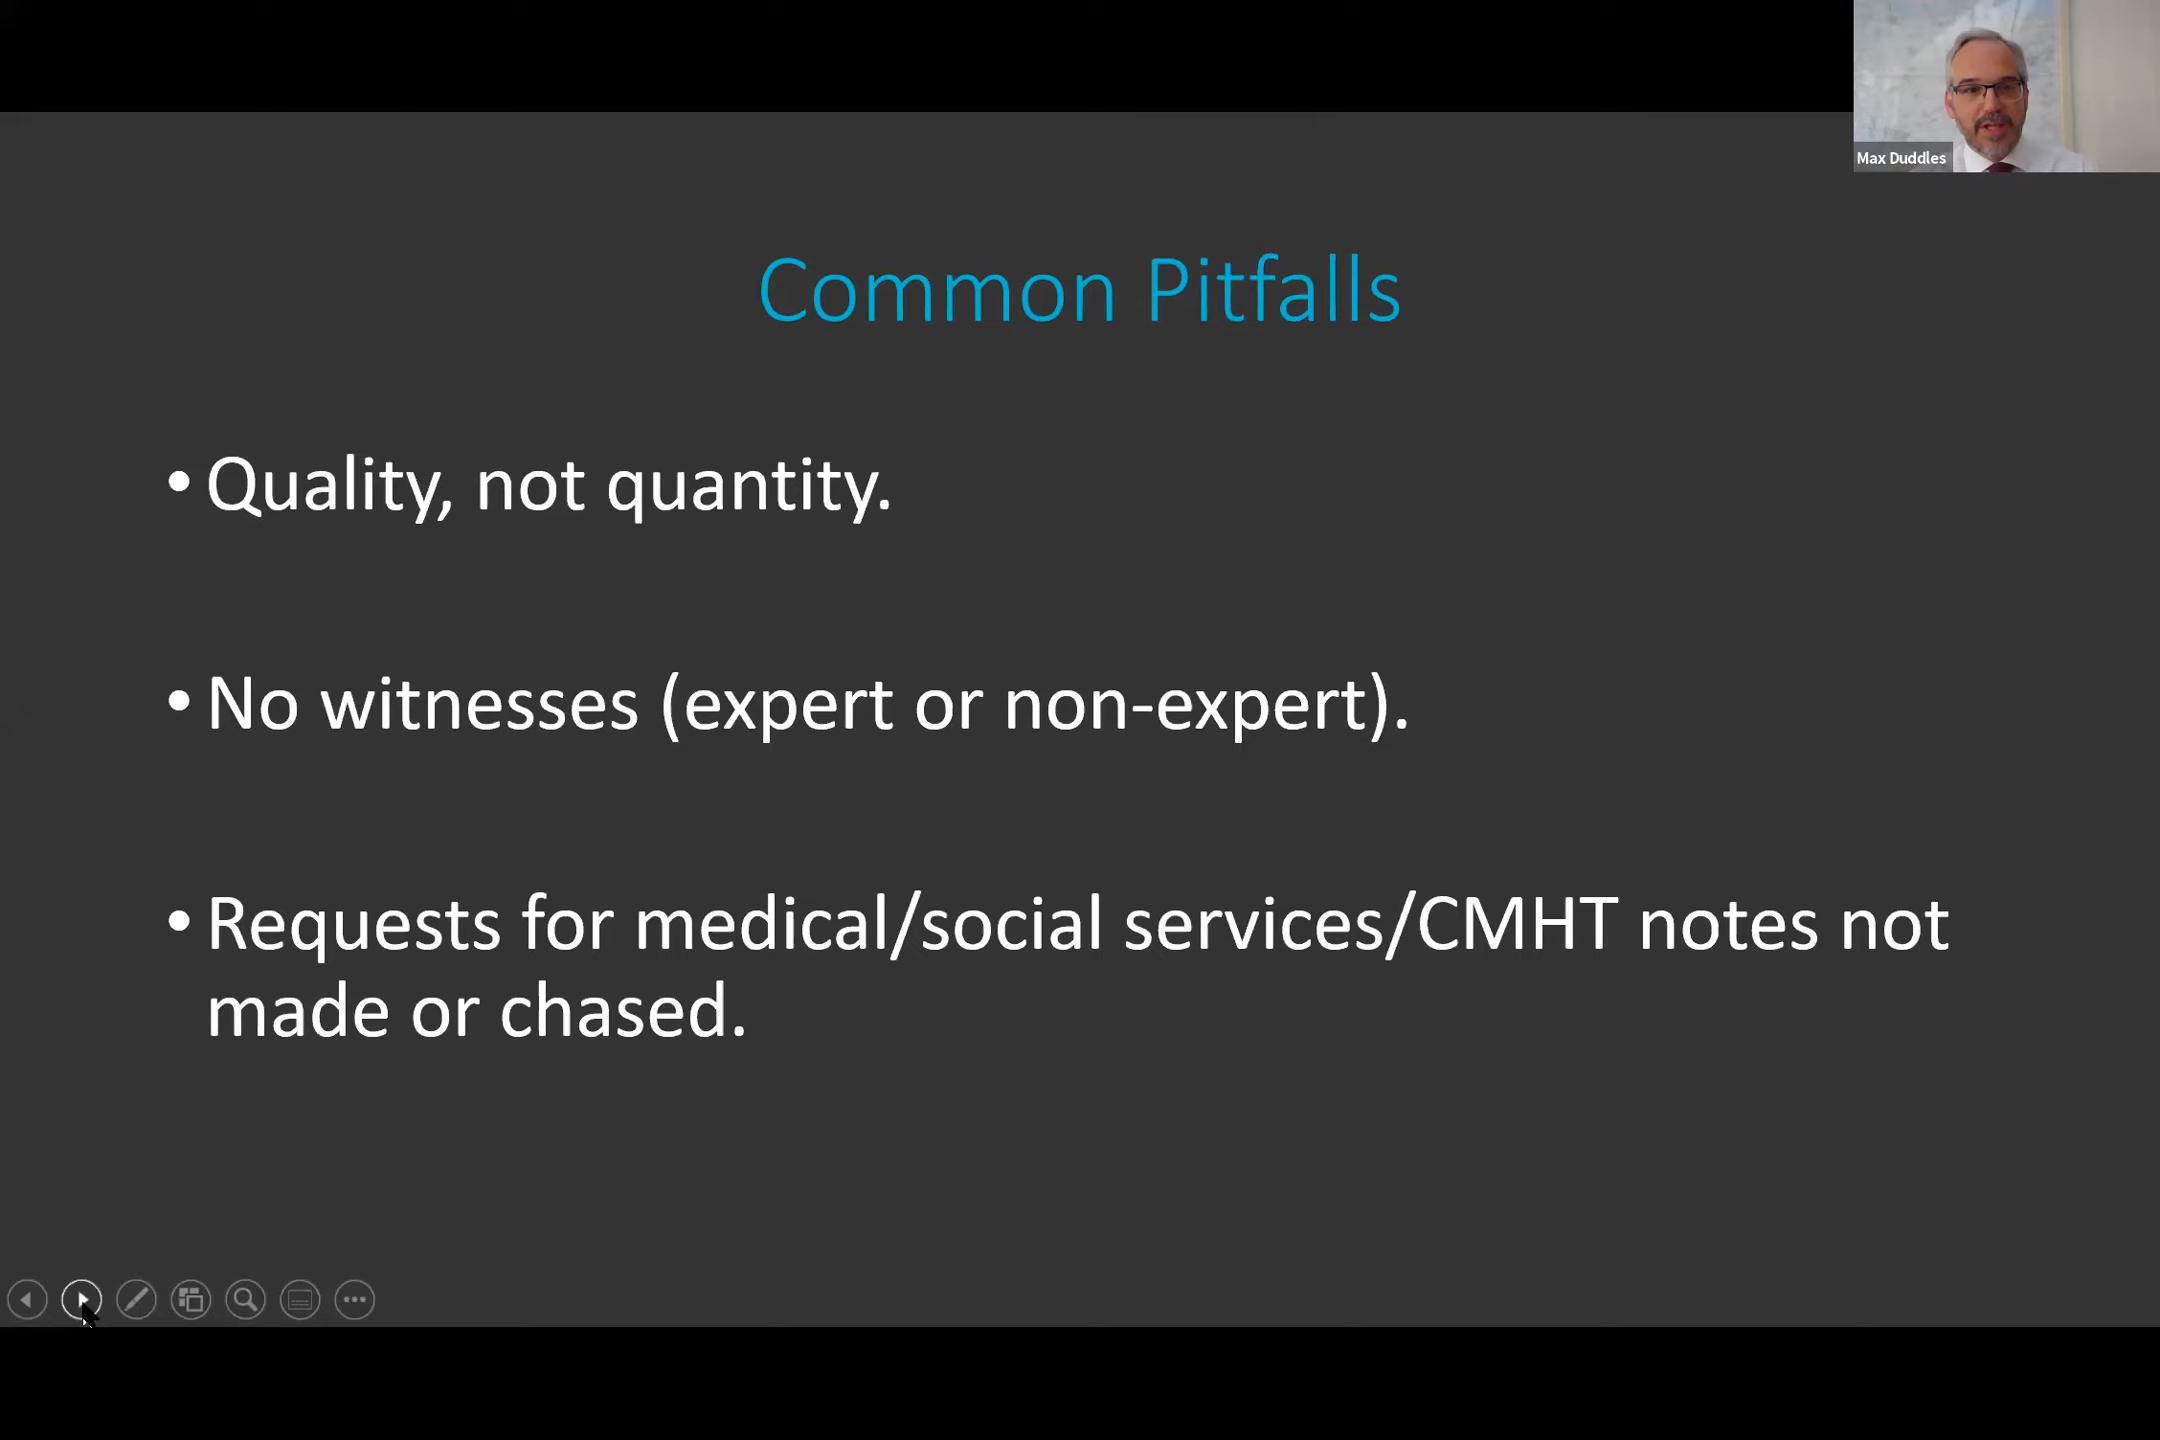 Max Duddles
Common Pitfalls
• Quality, not quantity.
• No witnesses (expert or non-expert).
• Requests for medical/social services/CMHT notes not
made or chased.